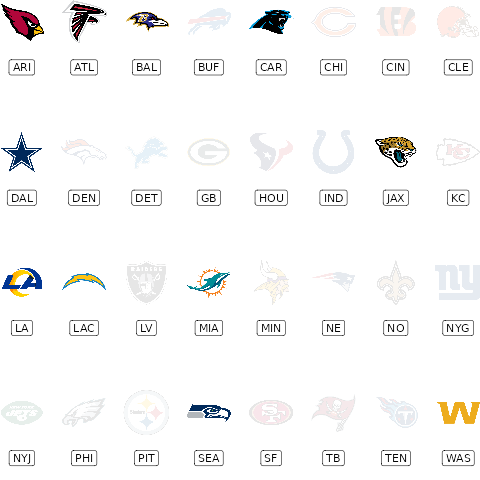 ARI ATL BAL BUF CAR CHI CIN CLE
DAL DEN DET GB HOU IND JAX KC
RAIDERS
LA LAC LV MIA MIN NE NO NYG
NYJ PHI PIT SEA SF TB TEN WAS